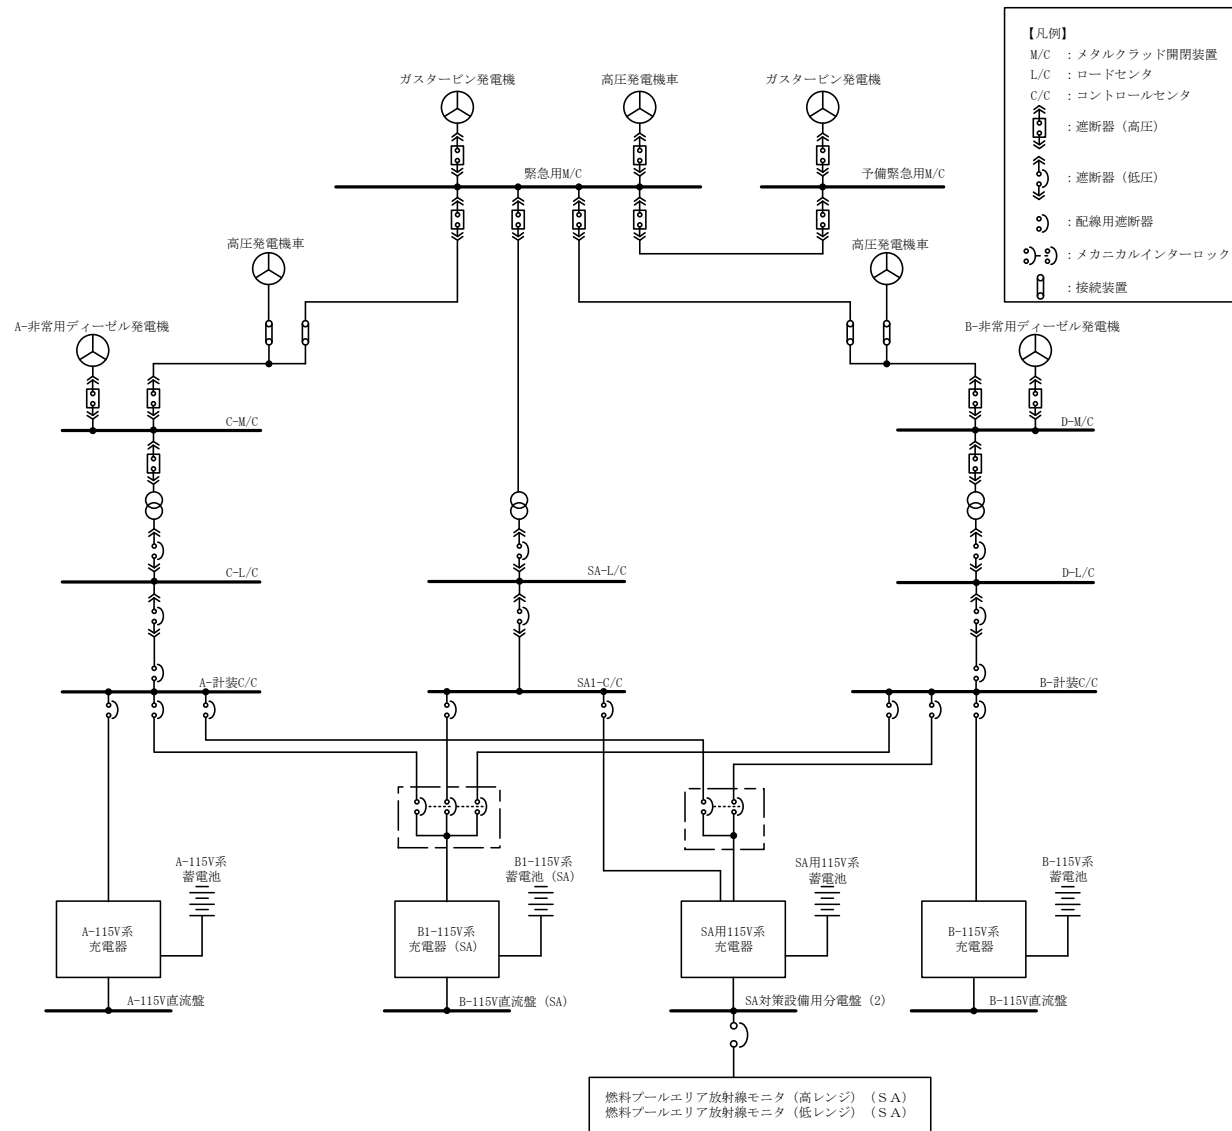 【凡例】
M/C ：メタルクラッド開閉装置
L/C ：ロードセンタ
C/C ：コントロールセンタ
：遮断器（高圧）
：遮断器（低圧）
：配線用遮断器
：メカニカルインターロック
：接続装置
ガスタービン発電機
高圧発電機車
ガスタービン発電機
緊急用M/C
予備緊急用M/C
高圧発電機車
高圧発電機車
A-非常用ディーゼル発電機
B-非常用ディーゼル発電機
C-M/C
D-M/C
C-L/C
SA-L/C
D-L/C
A-計装C/C
SA1-C/C
B-計装C/C
A-115V系
蓄電池
B1-115V系
蓄電池（SA）
SA用115V系
蓄電池
B-115V系
蓄電池
A-115V系
充電器
B1-115V系
充電器（SA）
SA用115V系
充電器
B-115V系
充電器
A-115V直流盤
B-115V直流盤（SA）
SA対策設備用分電盤（2）
B-115V直流盤
燃料プールエリア放射線モニタ（高レンジ）（ＳＡ）
燃料プールエリア放射線モニタ（低レンジ）（ＳＡ）